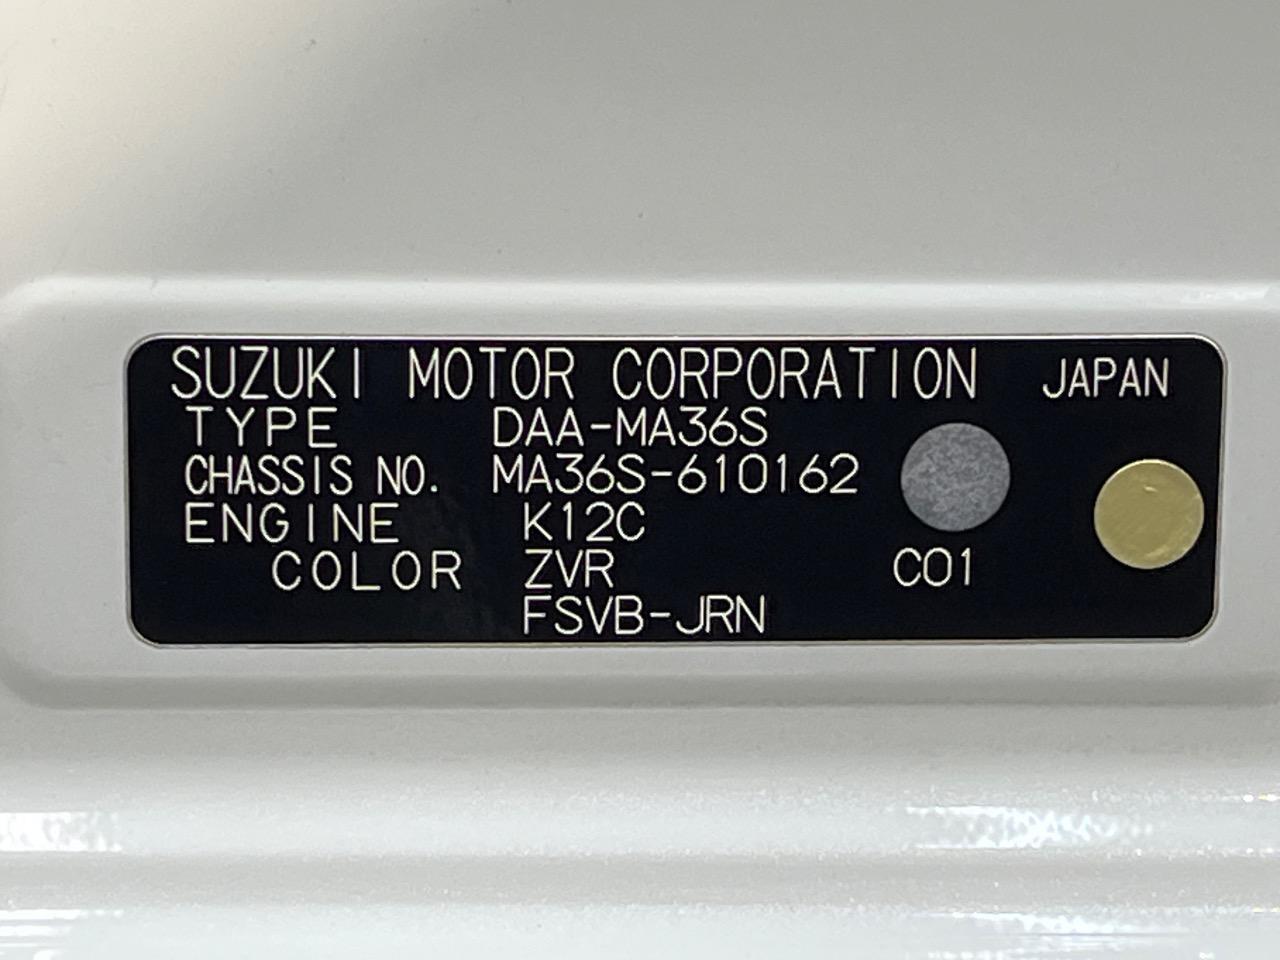 SUZUKI MOTOR CORPORATION JAPAN
TYPE DAA-MA36S
CHASSIS NO. MA36S-610162
ENGINE K12C
COLOR ZVR C01
FSVB-JRN